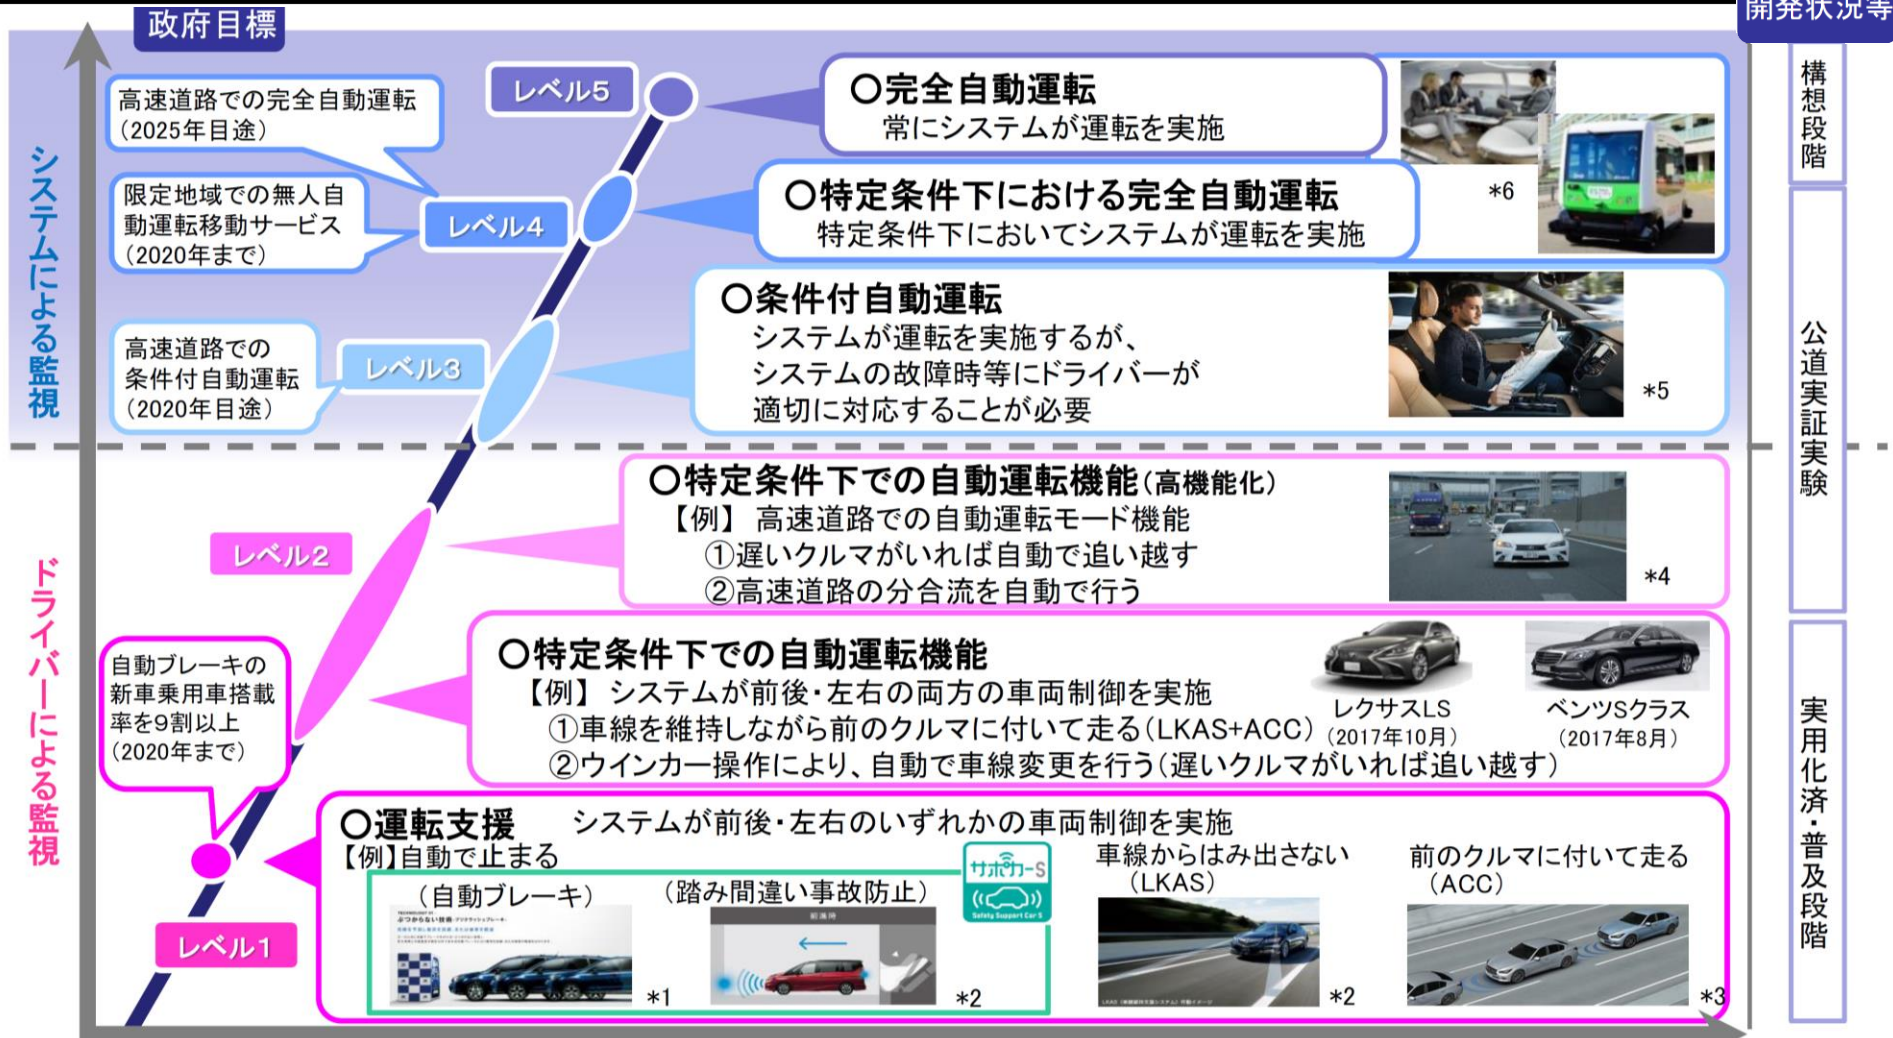 政府目標
開発状況等
システムによる監視
ドライバーによる監視
高速道路での完全自動運転
(2025年目途)
限定地域での無人自
動運転移動サービス
(2020年まで)
高速道路での
条件付自動運転
(2020年目途)
自動ブレーキの
新車乗用車搭載
率を9割以上
(2020年まで)
レベル5
〇完全自動運転
常にシステムが運転を実施
レベル4
〇特定条件下における完全自動運転
特定条件下においてシステムが運転を実施
*6
レベル3
〇条件付自動運転
システムが運転を実施するが、
システムの故障時等にドライバーが
適切に対応することが必要
*5
レベル2
〇特定条件下での自動運転機能(高機能化)
【例】 高速道路での自動運転モード機能
①遅いクルマがいれば自動で追い越す
②高速道路の分合流を自動で行う
*4
〇特定条件下での自動運転機能
【例】 システムが前後・左右の両方の車両制御を実施
①車線を維持しながら前のクルマに付いて走る(LKAS+ACC)
②ウインカー操作により、自動で車線変更を行う(遅いクルマがいれば追い越す)
レクサスLS
(2017年10月)
ベンツSクラス
(2017年8月)
レベル1
〇運転支援 システムが前後・左右のいずれかの車両制御を実施
【例】自動で止まる
(自動ブレーキ)
ぶつからない技術
*1
(踏み間違い事故防止)
前進時
*2
サポカーS
Safety Support Car S
車線からはみ出さない
(LKAS)
*2
前のクルマに付いて走る
(ACC)
*3
構想段階
公道実証実験
実用化済・普及段階